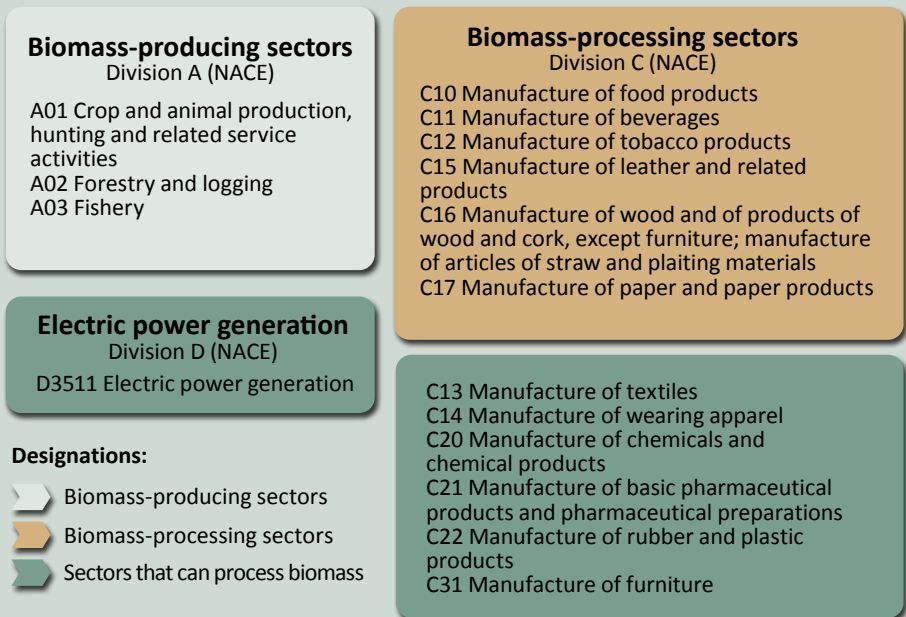 Biomass-producing sectors
Division A (NACE)
A01 Crop and animal production,
hunting and related service
activities
A02 Forestry and logging
A03 Fishery
Electric power generation
Division D (NACE)
D3511 Electric power generation
Designations:
Biomass-producing sectors
Biomass-processing sectors
Sectors that can process biomass
Biomass-processing sectors
Division C (NACE)
C10 Manufacture of food products
C11 Manufacture of beverages
C12 Manufacture of tobacco products
C15 Manufacture of leather and related
products
C16 Manufacture of wood and of products of
wood and cork, except furniture; manufacture
of articles of straw and plaiting materials
C17 Manufacture of paper and paper products
C13 Manufacture of textiles
C14 Manufacture of wearing apparel
C20 Manufacture of chemicals and
chemical products
C21 Manufacture of basic pharmaceutical
products and pharmaceutical preparations
C22 Manufacture of rubber and plastic
products
C31 Manufacture of furniture